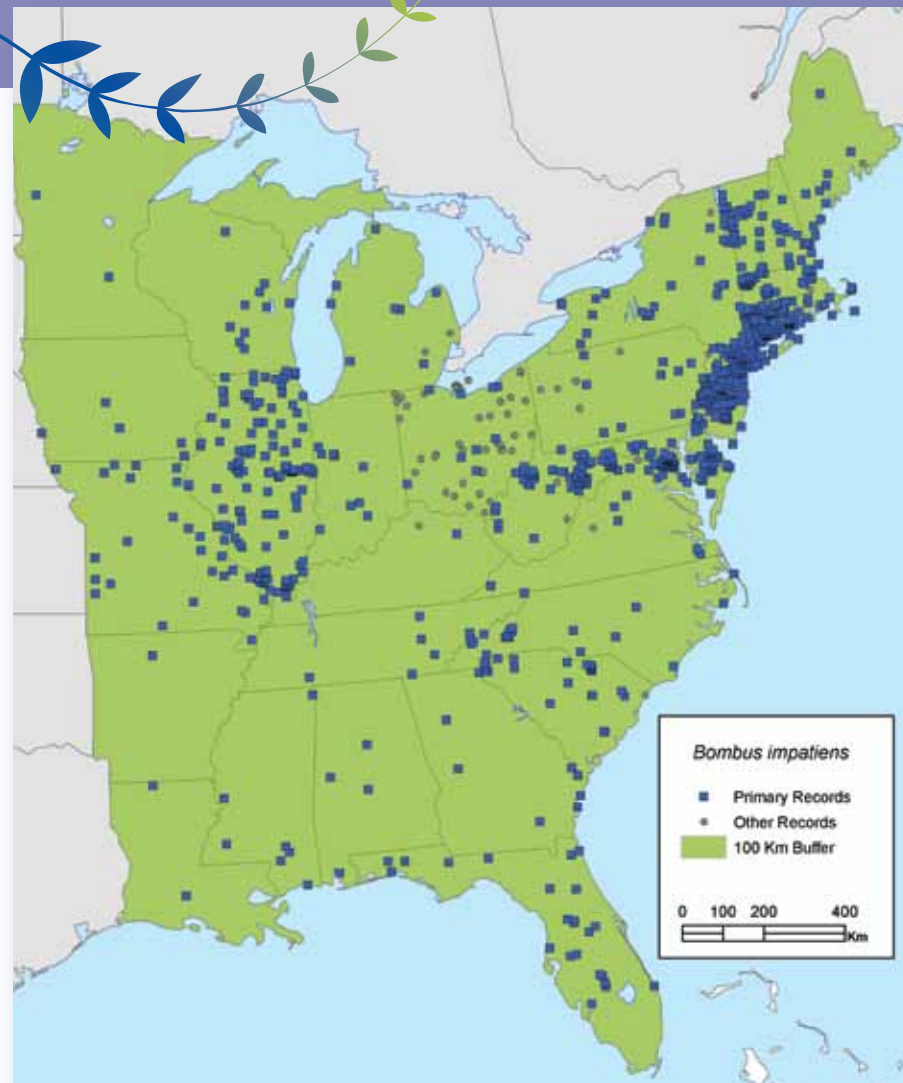 Bombus impatiens
Primary Records
Other Records
100 Km Buffer
0 100 200 400
Km